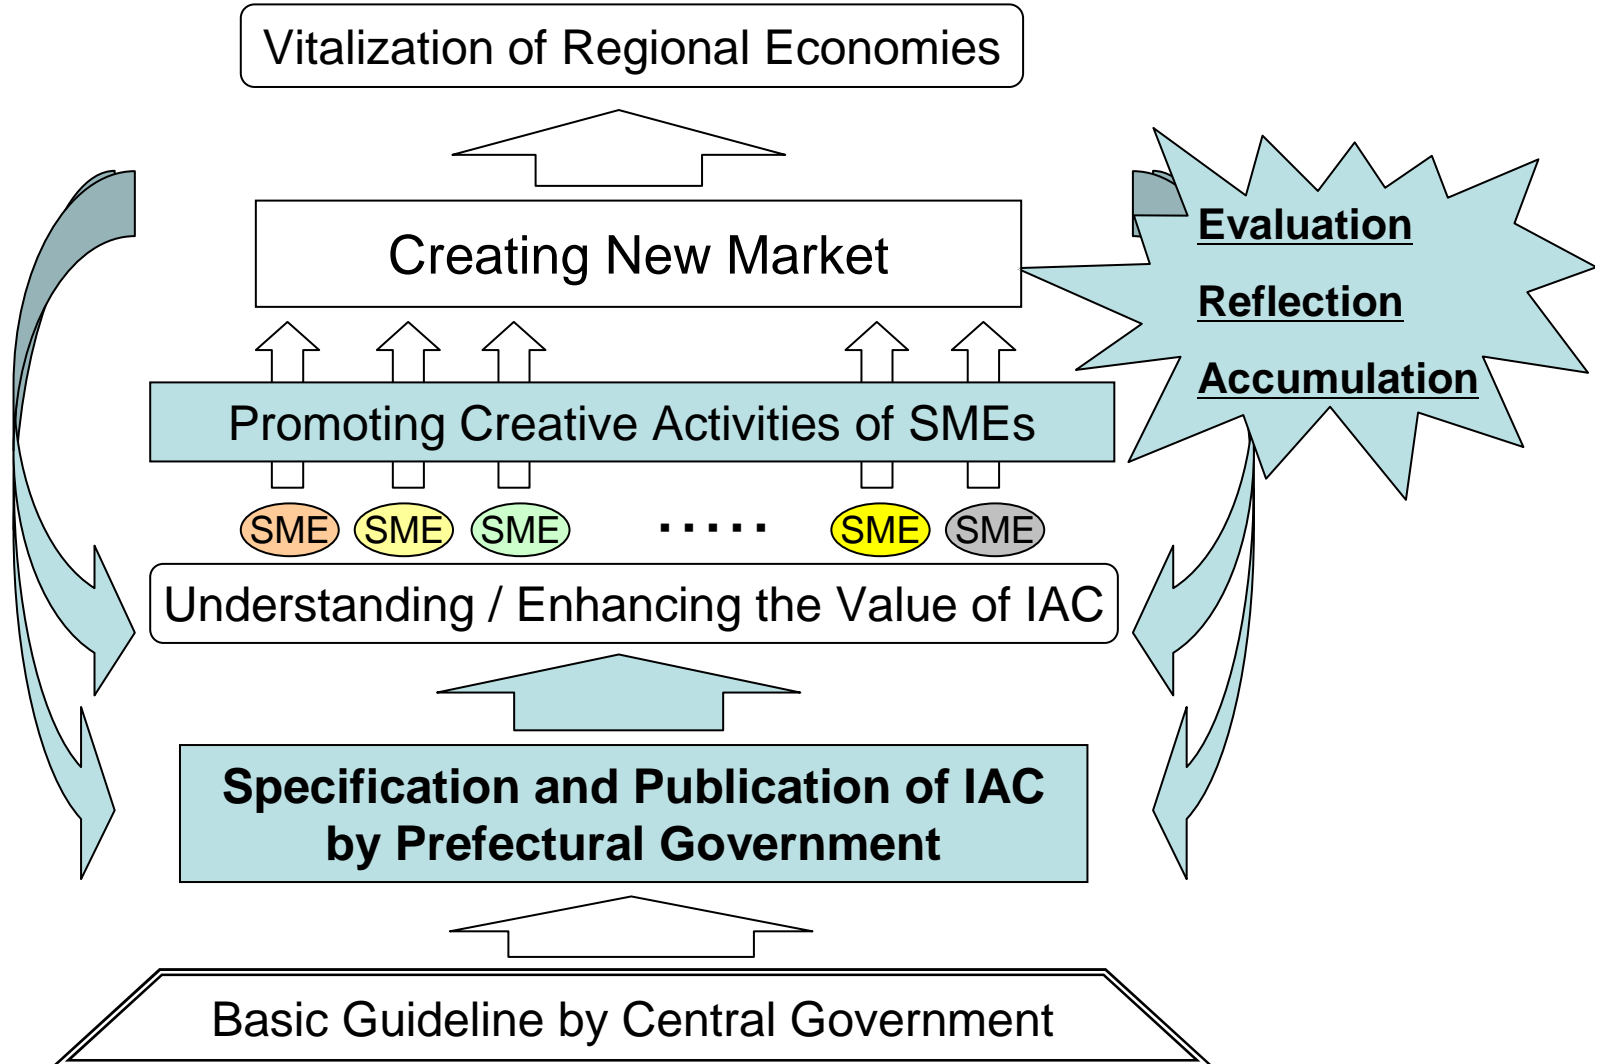 Vitalization of Regional Economies
Creating New Market
Evaluation
Reflection
Accumulation
Promoting Creative Activities of SMEs
SME SME SME ..... SME SME
Understanding / Enhancing the Value of IAC
Specification and Publication of IAC
by Prefectural Government
Basic Guideline by Central Government